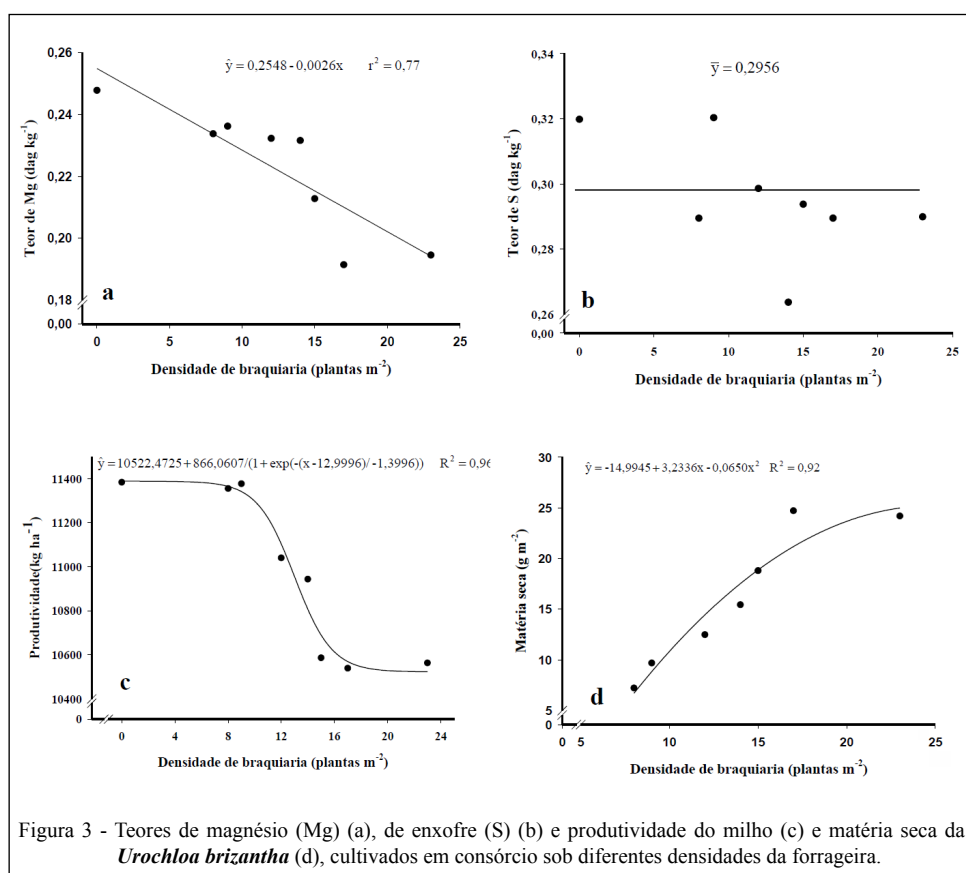 0,26
0,24
0,22
0,20
0,18
0,00
Teor de Mg (dag kg⁻¹)
ŷ = 0,2548 - 0,0026x r² = 0,77
a
0 5 10 15 20 25
Densidade de braquiaria (plantas m⁻²)
0,34
0,32
0,30
0,28
0,26
0,00
Teor de S (dag kg⁻¹)
y̅ = 0,2956
b
0 5 10 15 20 25
Densidade de braquiaria (plantas m⁻²)
ŷ = 10522,4725 + 866,0607/(1 + exp(-(x -12,9996)/ -1,3996)) R² = 0,96
11400
11200
11000
10800
10600
10400
0
Produtividade(kg ha⁻¹)
c
0 4 8 12 16 20 24
Densidade de braquiaria (plantas m⁻²)
30
25
20
15
10
5
0
Matéria seca (g m⁻²)
ŷ = -14,9945 + 3,2336x - 0,0650x² R² = 0,92
d
0 5 10 15 20 25
Densidade de braquiaria (plantas m⁻²)
Figura 3 - Teores de magnésio (Mg) (a), de enxofre (S) (b) e produtividade do milho (c) e matéria seca da
Urochloa brizantha (d), cultivados em consórcio sob diferentes densidades da forrageira.